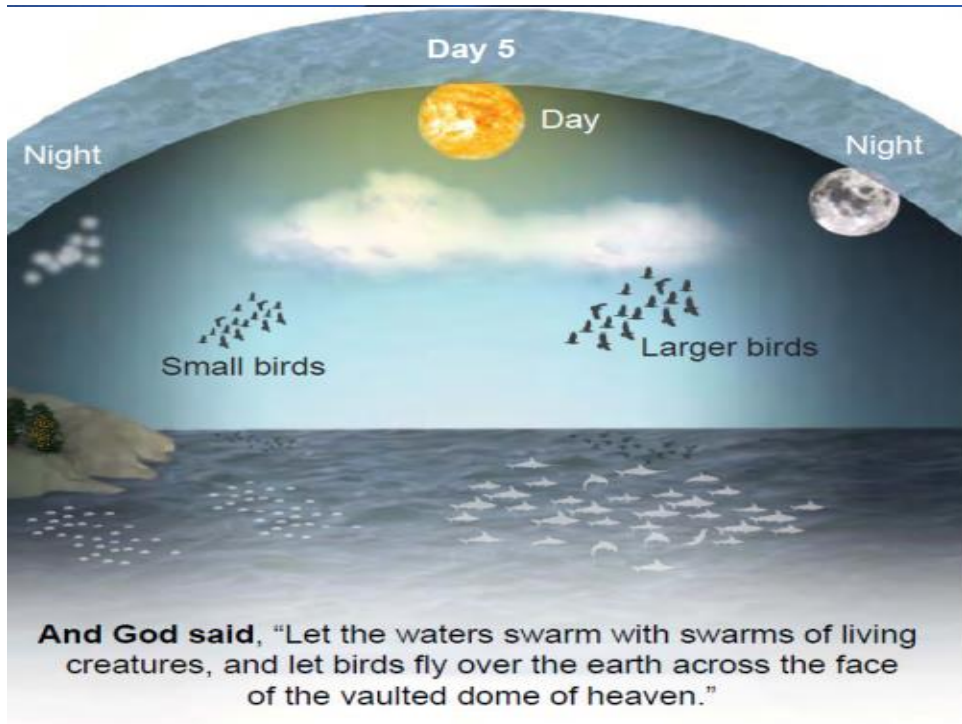 Day 5
Day
Night
Night
Small birds
Larger birds
And God said, “Let the waters swarm with swarms of living
creatures, and let birds fly over the earth across the face
of the vaulted dome of heaven.”